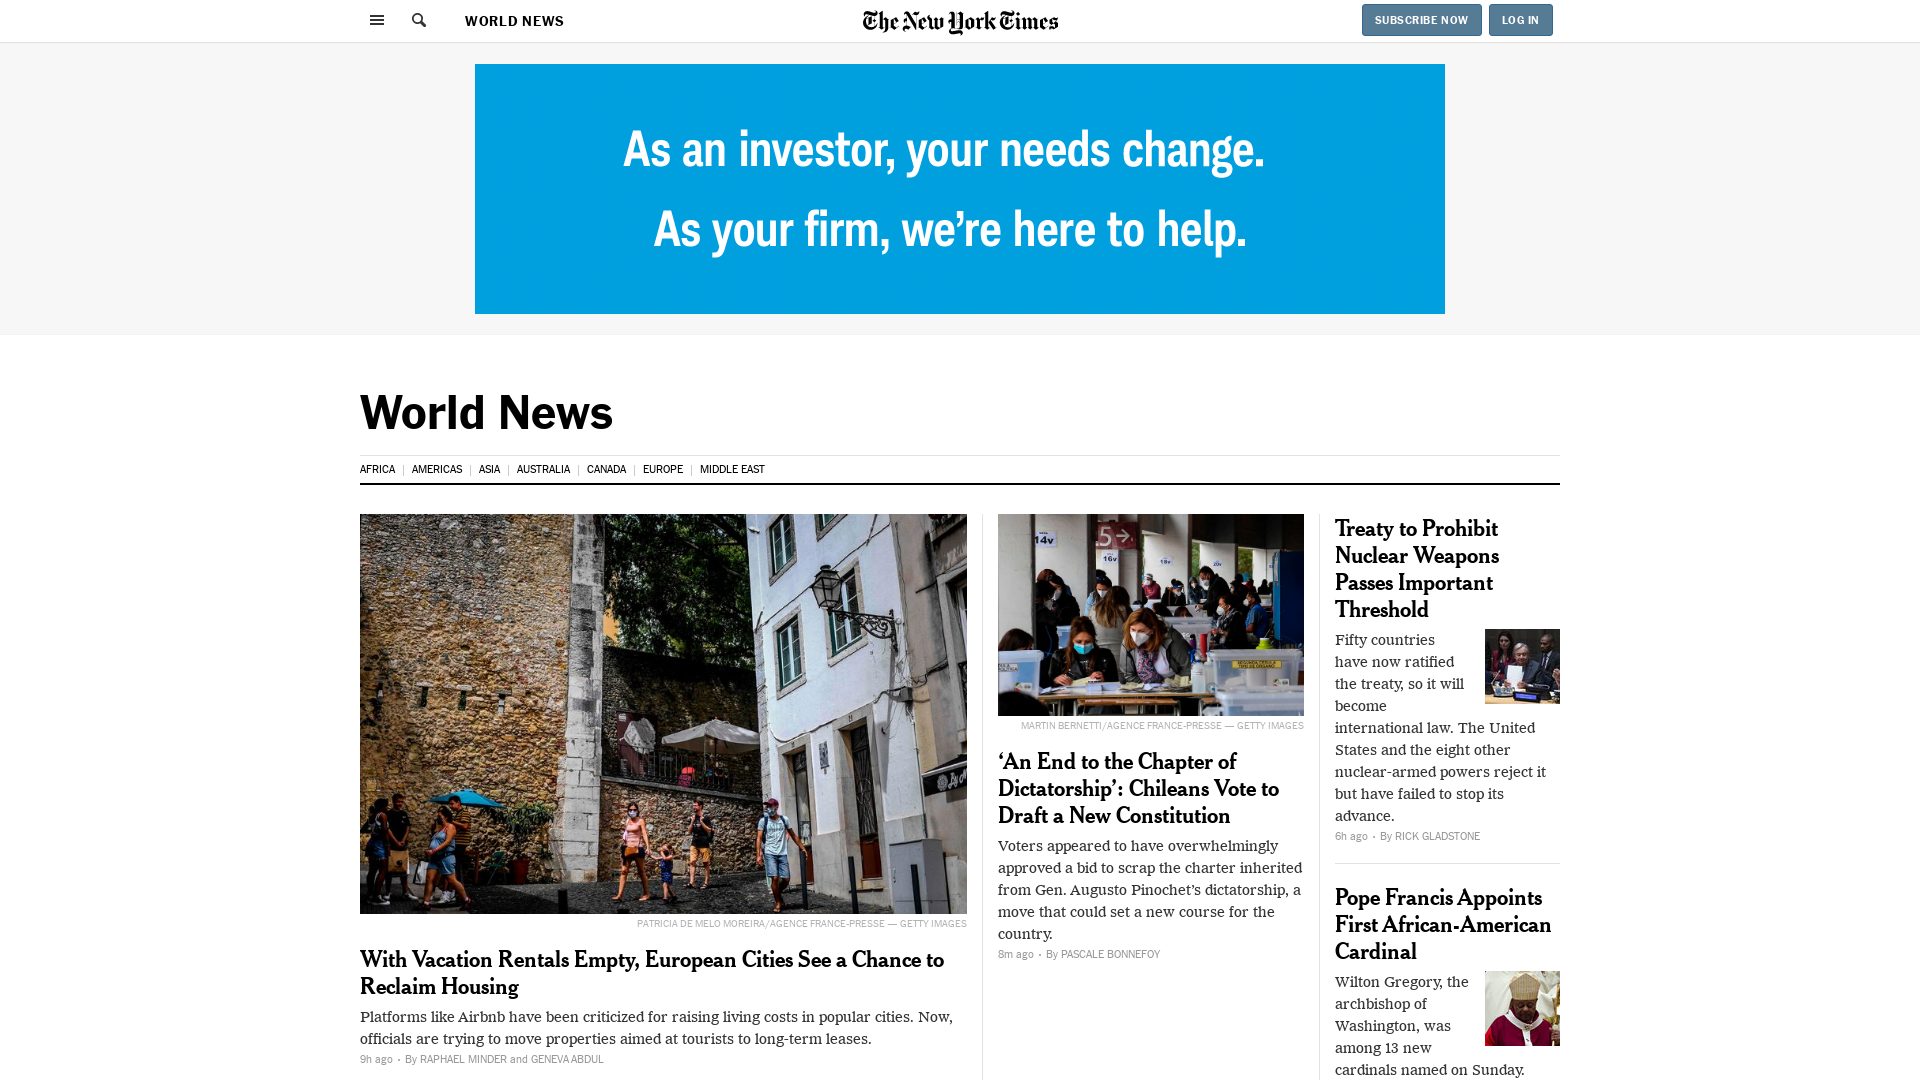 WORLD NEWS
The New York Times
SUBSCRIBE NOW
LOG IN
As an investor, your needs change.
As your firm, we're here to help.
World News
AFRICA
AMERICAS
ASIA
AUSTRALIA
CANADA
EUROPE
MIDDLE EAST
PATRICIA DE MELO MOREIRA/AGENCE FRANCE-PRESSE — GETTY IMAGES
With Vacation Rentals Empty, European Cities See a Chance to
Reclaim Housing
Platforms like Airbnb have been criticized for raising living costs in popular cities. Now,
officials are trying to move properties aimed at tourists to long-term leases.
9h ago · By RAPHAEL MINDER and GENEVA ABDUL
14v
5
16v
18v
20v
MARTIN BERNETTI/AGENCE FRANCE-PRESSE — GETTY IMAGES
‘An End to the Chapter of
Dictatorship’: Chileans Vote to
Draft a New Constitution
Voters appeared to have overwhelmingly
approved a bid to scrap the charter inherited
from Gen. Augusto Pinochet’s dictatorship, a
move that could set a new course for the
country.
8m ago · By PASCALE BONNEFOY
Treaty to Prohibit
Nuclear Weapons
Passes Important
Threshold
Fifty countries
have now ratified
the treaty, so it will
become
international law. The United
States and the eight other
nuclear-armed powers reject it
but have failed to stop its
advance.
6h ago · By RICK GLADSTONE
Pope Francis Appoints
First African-American
Cardinal
Wilton Gregory, the
archbishop of
Washington, was
among 13 new
cardinals named on Sunday.